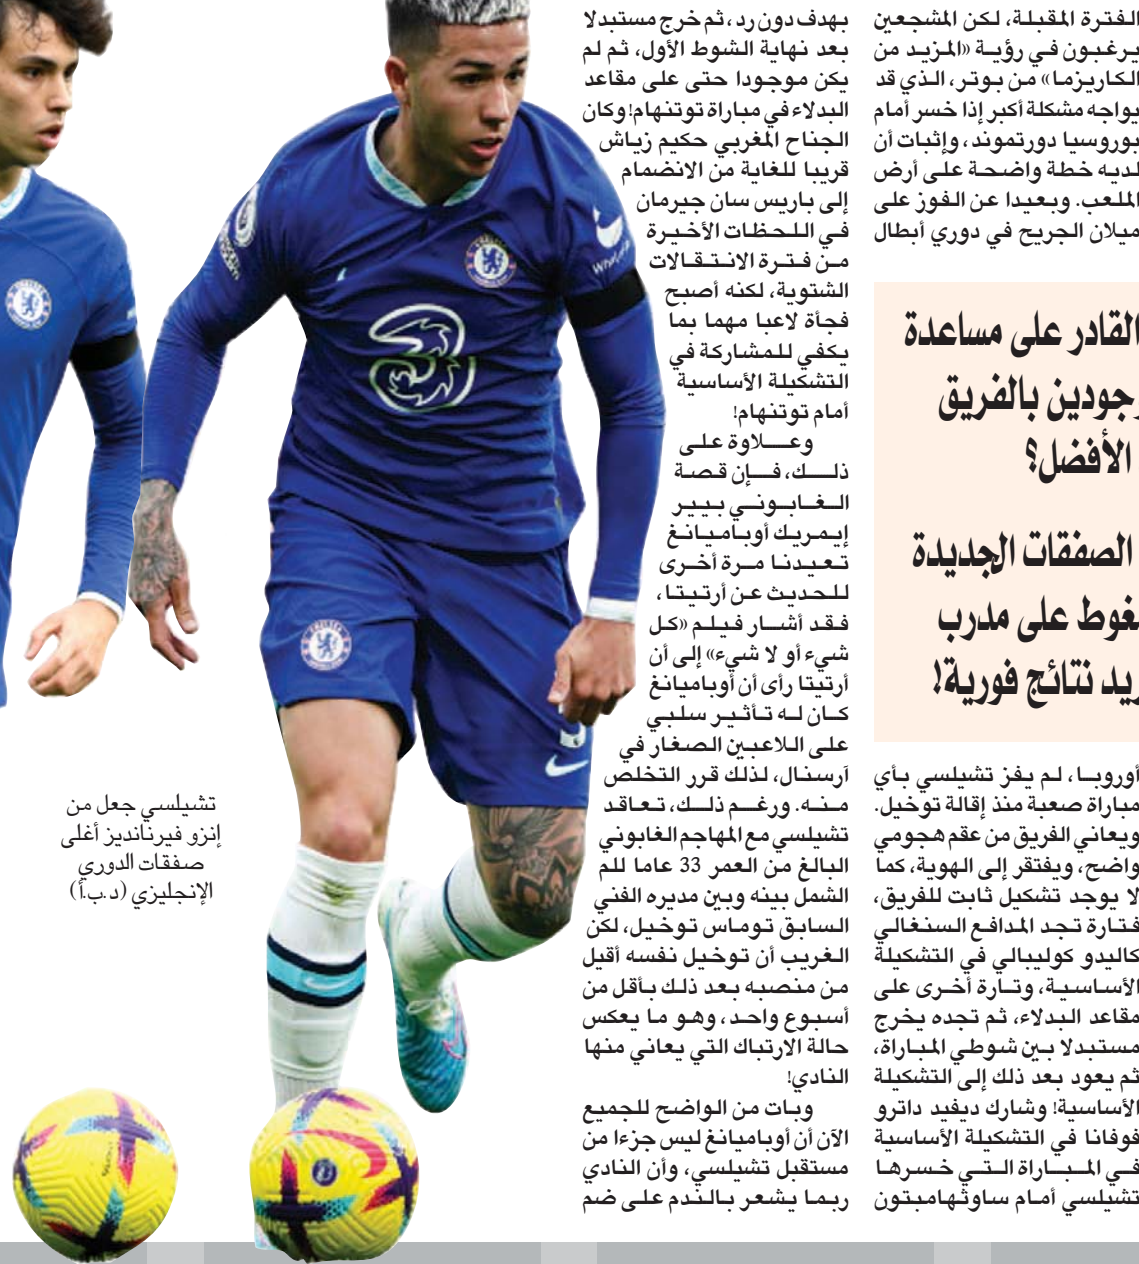 الفترة المقبلة، لكن المشجعين
يرغبون في رؤية «المزيد من
الكاريزما» من بوتر، الذي قد
يواجه مشكلة أكبر إذا خسر أمام
بوروسيا دورتموند، وإثبات أن
لديه خطة واضحة على أرض
الملعب. وبعيدا عن الفوز على
ميلان الجريح في دوري أبطال
القادر على مساعدة
جودين بالفريق
الأفضل؟
الصفقات الجديدة
غوط على مدرب
ريد نتائج فورية!
أوروبا، لم يفز تشيلسي بأي
مباراة صعبة منذ إقالة توخيل.
ويعاني الفريق من عقم هجومي
واضح، ويفتقر إلى الهوية، كما
لا يوجد تشكيل ثابت للفريق،
فتارة تجد المدافع السنغالي
كاليدو كوليبالي في التشكيلة
الأساسية، وتارة أخرى على
مقاعد البدلاء، ثم تجده يخرج
مستبدلا بين شوطي المباراة،
ثم يعود بعد ذلك إلى التشكيلة
الأساسية! وشارك ديفيد داترو
فوفانا في التشكيلة الأساسية
في المباراة التي خسرها
تشيلسي أمام ساوثهامبتون
بهدف دون رد، ثم خرج مستبدلا
بعد نهاية الشوط الأول، ثم لم
يكن موجودا حتى على مقاعد
البدلاء في مباراة توتنهام! وكان
الجناح المغربي حكيم زياش
قريبا للغاية من الانضمام
إلى باريس سان جيرمان
في اللحظات الأخيرة
من فترة الانتقالات
الشتوية، لكنه أصبح
فجأة لاعبا مهما بما
يكفي للمشاركة في
التشكيلة الأساسية
أمام توتنهام!
وعلاوة على
ذلك، فإن قصة
الغابوني بيير
إيمريك أوباميانغ
تعيدنا مرة أخرى
للحديث عن أرتيتا،
فقد أشار فيلم «كل
شيء أو لا شيء» إلى أن
أرتيتا رأى أن أوباميانغ
كان له تأثير سلبي
على اللاعبين الصغار في
آرسنال، لذلك قرر التخلص
منه. ورغم ذلك، تعاقد
تشيلسي مع المهاجم الغابوني
البالغ من العمر 33 عاما للم
الشمل بينه وبين مديره الفني
السابق توماس توخيل، لكن
الغريب أن توخيل نفسه أقيل
من منصبه بعد ذلك بأقل من
أسبوع واحد، وهو ما يعكس
حالة الارتباك التي يعاني منها
النادي!
وبات من الواضح للجميع
الآن أن أوباميانغ ليس جزءا من
مستقبل تشيلسي، وأن النادي
ربما يشعر بالندم على ضم
تشيلسي جعل من
إنزو فيرنانديز أغلى
صفقات الدوري
الإنجليزي (د.ب.أ)
3
CHELSEA